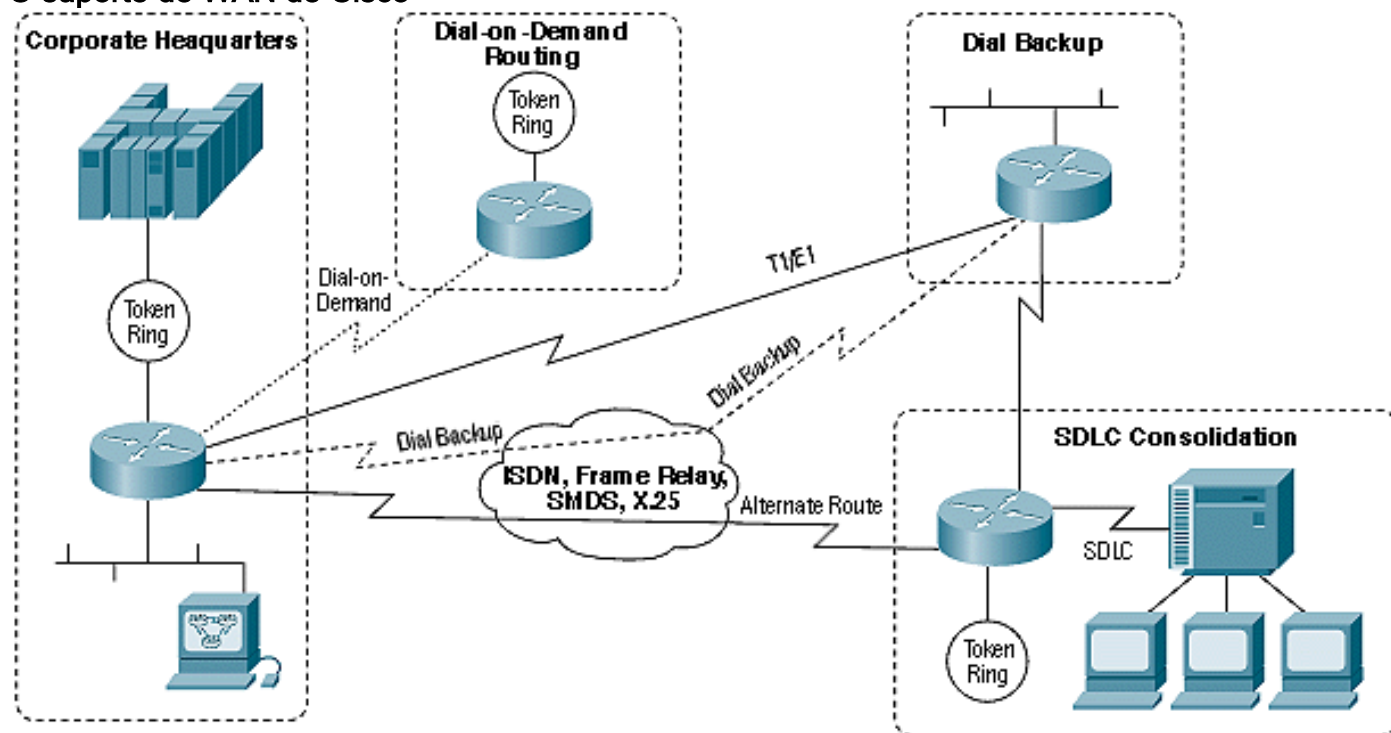 Corporate Heaquarters
Dial-on -Demand
Routing
Dial Backup
Token
Ring
Token
Ring
Dial-on-
Demand
T1/E1
Dial Backup
Dial Backup
ISDN, Frame Relay,
SMDS, X.25
Alternate Route
SDLC Consolidation
SDLC
Token
Ring